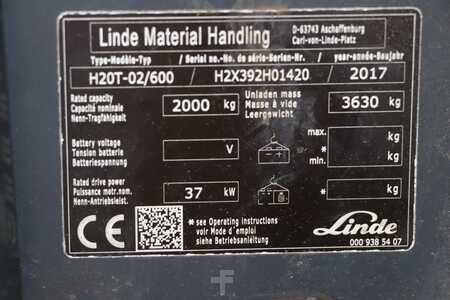 Linde Material Handling
D-63743 Aschaffenburg
Carl-von-Linde-Platz
Type-Modèle-Typ / Serial no.-No. de série-Serien-Nr. / year-année-Baujahr
H20T-02/600 / H2X392H01420 / 2017
Rated capacity
Capacité nominale
Nenn-Tragfähigkeit
2000 kg
Unladen mass
Masse à vide
Leergewicht
3630 kg
Battery voltage
Tension batterie
Batteriespannung
V
max.
*
min.
kg
Rated drive power
Puissance motr.nom.
Nenn-Antriebsleist.
37 kW
* kg
CE
* see Operating instructions
voir Mode d'emploi
siehe Betriebsanleitung
Linde
000 938 54 07